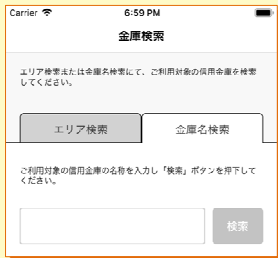 Carrier 6:59 PM
金庫検索
エリア検索または金庫名検索にて、ご利用対象の信用金庫を検索
してください。
エリア検索 金庫名検索
ご利用対象の信用金庫の名称を入力し「検索」ボタンを押下して
ください。
検索